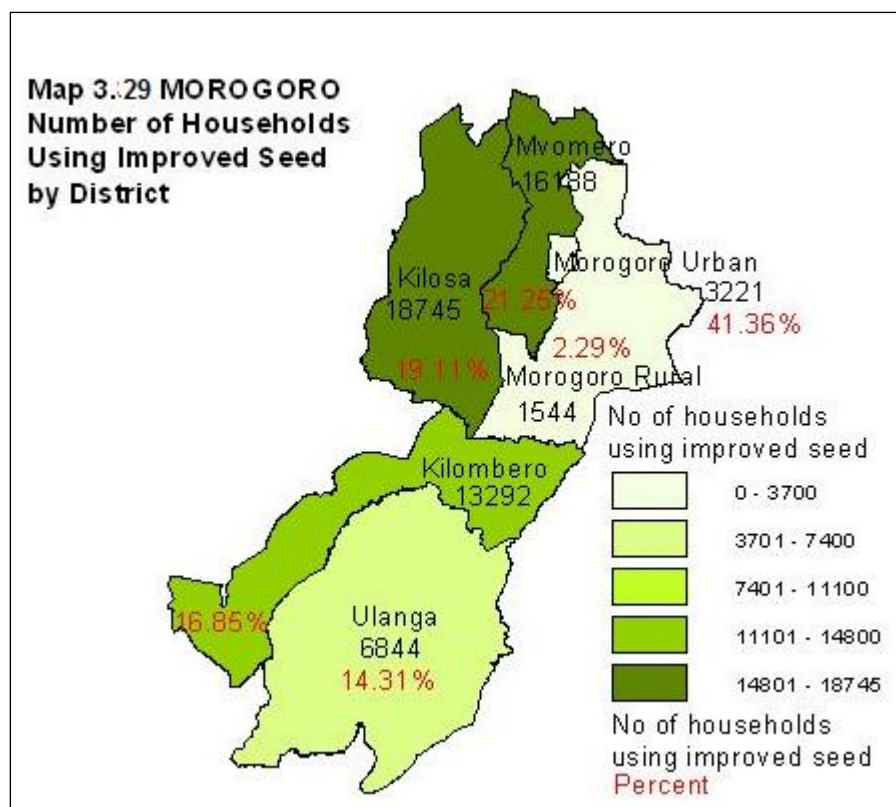 Map 3.29 MOROGORO
Number of Households
Using Improved Seed
by District
Mvomero
16188
Morogoro Urban
3221
41.36%
Kilosa
18745
21.25%
2.29%
19.11%
Morogoro Rural
1544
Kilombero
13292
16.85%
Ulanga
6844
14.31%
No of households
using improved seed
0 - 3700
3701 - 7400
7401 - 11100
11101 - 14800
14801 - 18745
No of households
using improved seed
Percent